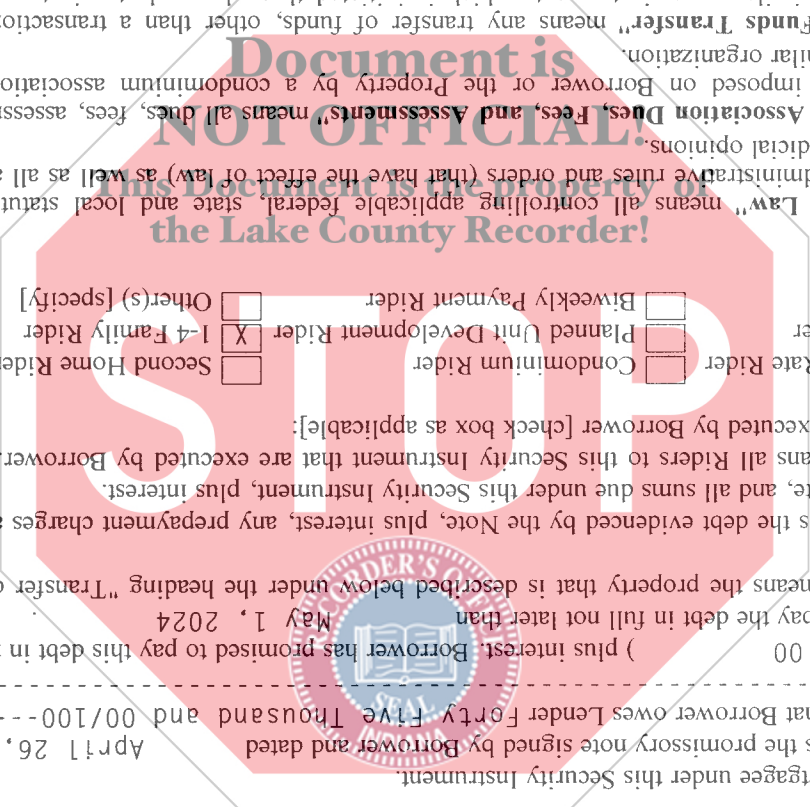 Document is
NOT OFFICIAL!
This Document is the property of
the Lake County Recorder!
STOP
RECORDER'S OFFICE
SEAL
INDIANA
tgagee under this Security Instrument.
s the promissory note signed by Borrower and dated April 26,
at Borrower owes Lender Forty Five Thousand and 00/100---
00 ) plus interest. Borrower has promised to pay this debt in
pay the debt in full not later than May 1, 2024 .
means the property that is described below under the heading "Transfer
s the debt evidenced by the Note, plus interest, any prepayment charges a
te, and all sums due under this Security Instrument, plus interest.
ans all Riders to this Security Instrument that are executed by Borrower.
xecuted by Borrower [check box as applicable]:
Rate Rider Condominium Rider Second Home Rider
er Planned Unit Development Rider X 1-4 Family Rider
Biweekly Payment Rider Other(s) [specify]
Law" means all controlling applicable federal, state and local statut
dministrative rules and orders (that have the effect of law) as well as all a
dicial opinions.
Association Dues, Fees, and Assessments" means all dues, fees, assess
imposed on Borrower or the Property by a condominium associatio
ilar organization.
Funds Transfer" means any transfer of funds, other than a transactio